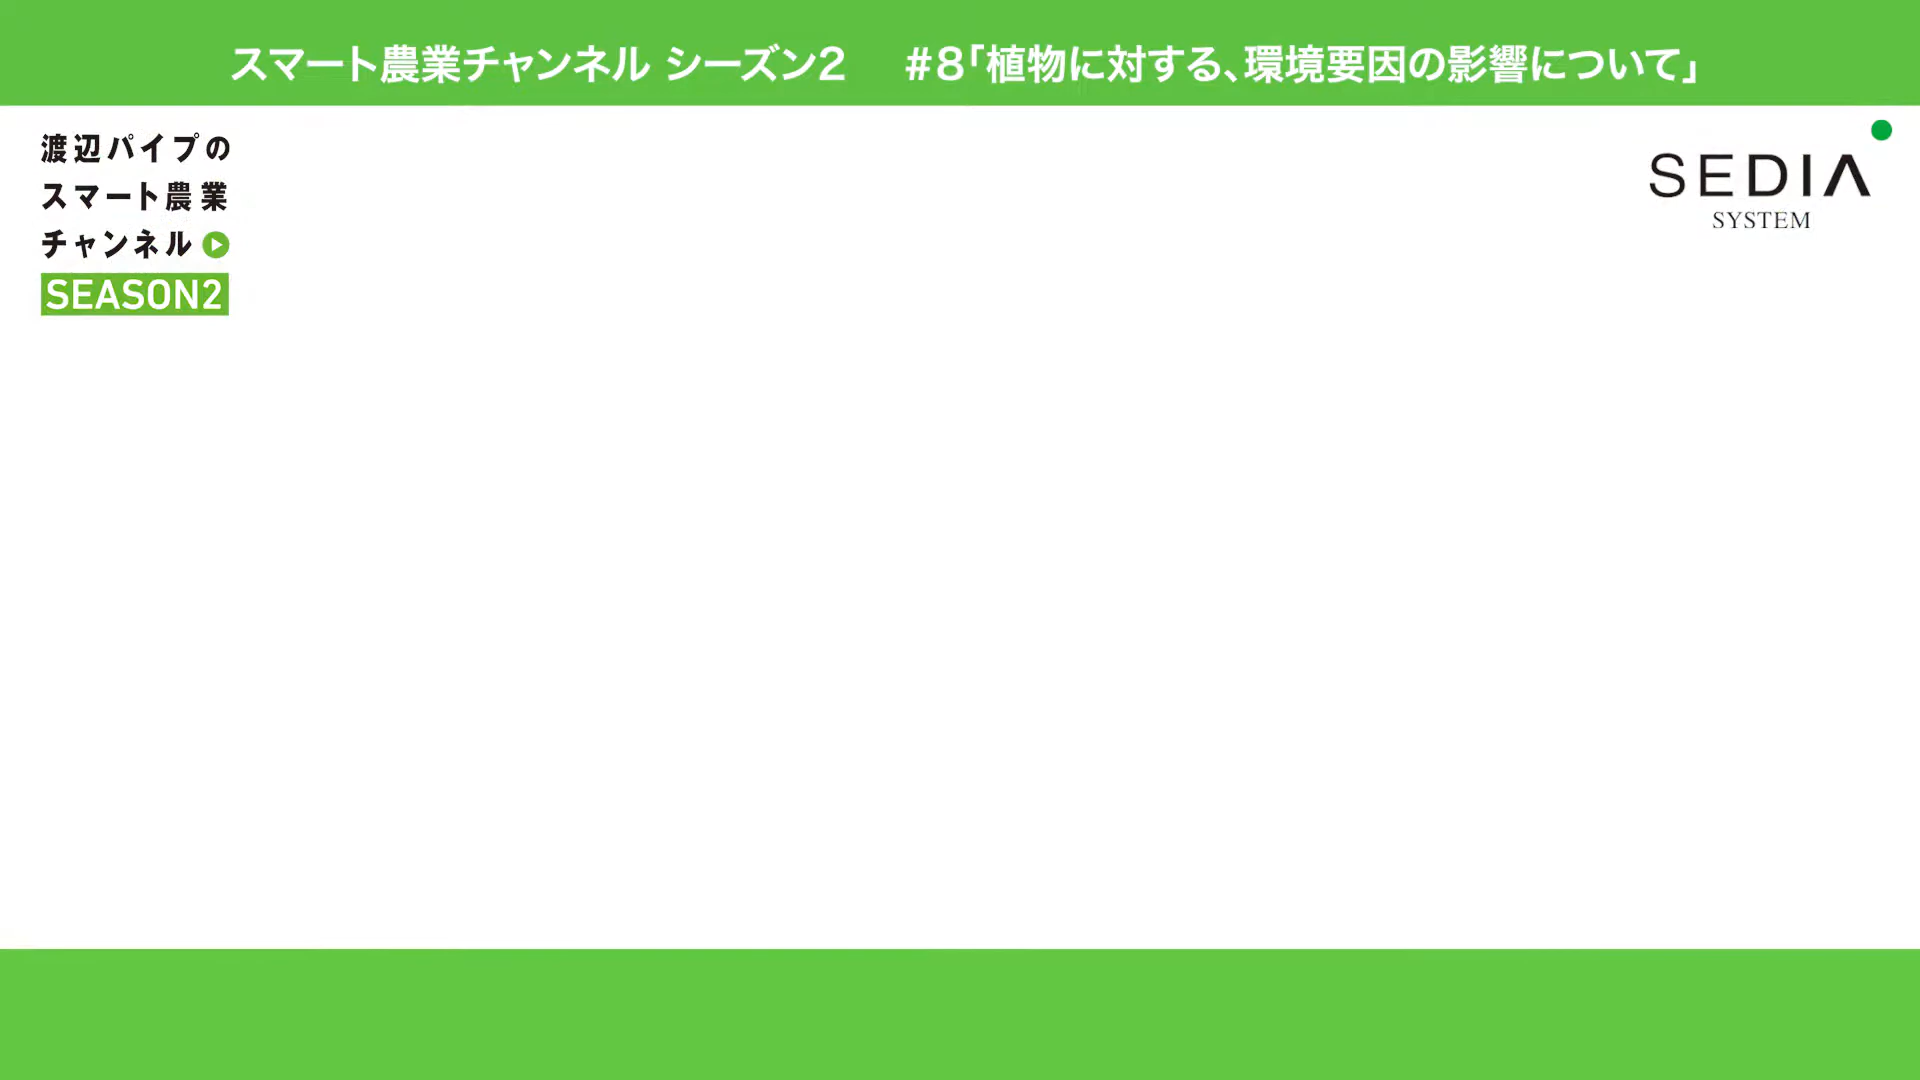 スマート農業チャンネル シーズン2　#8「植物に対する、環境要因の影響について」
渡辺パイプの
スマート農業
チャンネル
SEASON2
SEDIA
SYSTEM